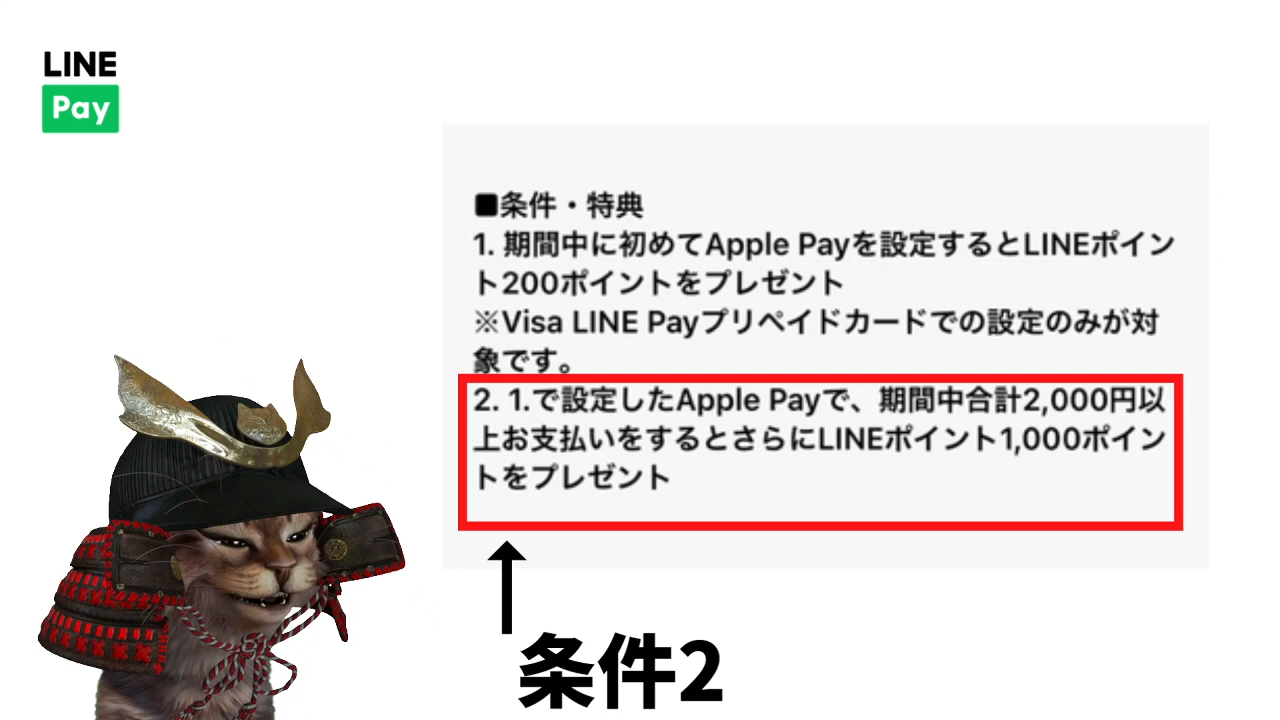 LINE
Pay
■条件・特典
1. 期間中に初めてApple Payを設定するとLINEポイン
ト200ポイントをプレゼント
※Visa LINE Payプリペイドカードでの設定のみが対
象です。
2. 1.で設定したApple Payで、期間中合計2,000円以
上お支払いをするとさらにLINEポイント1,000ポイン
トをプレゼント
条件2